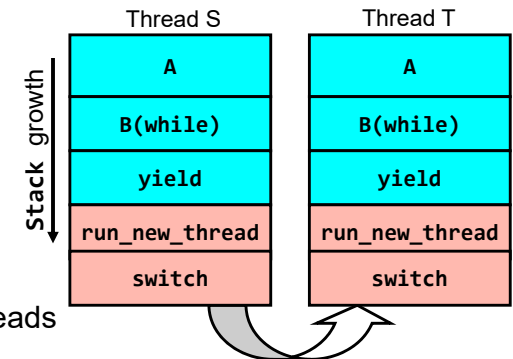 Thread S
Thread T
Stack growth
A
A
B(while)
B(while)
yield
yield
run_new_thread
run_new_thread
switch
switch